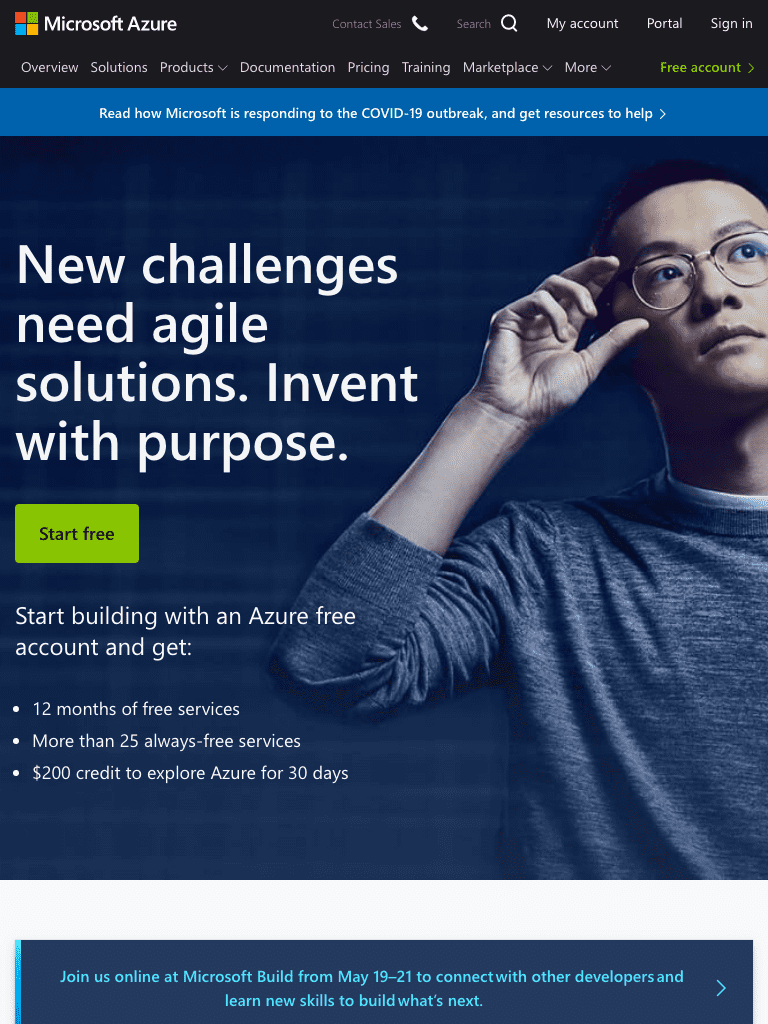 Microsoft Azure
Contact Sales
Search
My account
Portal
Sign in
Overview
Solutions
Products
Documentation
Pricing
Training
Marketplace
More
Free account
Read how Microsoft is responding to the COVID-19 outbreak, and get resources to help
New challenges
need agile
solutions. Invent
with purpose.
Start free
Start building with an Azure free
account and get:
12 months of free services
More than 25 always-free services
$200 credit to explore Azure for 30 days
Join us online at Microsoft Build from May 19–21 to connect with other developers and
learn new skills to build what's next.